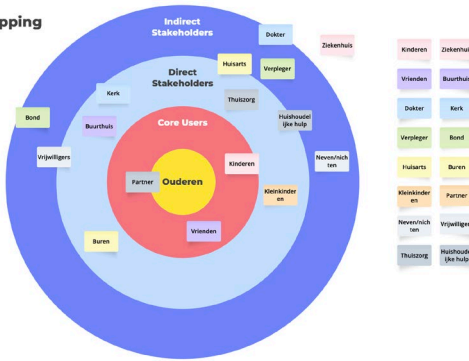 pping
Indirect
Stakeholders
Dokter
Ziekenhuis
Huisarts
Verpleger
Direct
Stakeholders
Kerk
Thuiszorg
Bond
Buurthuis
Core Users
Huishoudel
ijke hulp
Vrijwilligers
Kinderen
Neven/nich
ten
Partner
Ouderen
Kleinkinder
en
Vrienden
Buren
Kinderen
Ziekenhui
Vrienden
Buurthuis
Dokter
Kerk
Verpleger
Bond
Huisarts
Buren
Kleinkinder
en
Partner
Neven/nich
ten
Vrijwilliger
Thuiszorg
Huishoude
ijke hulp